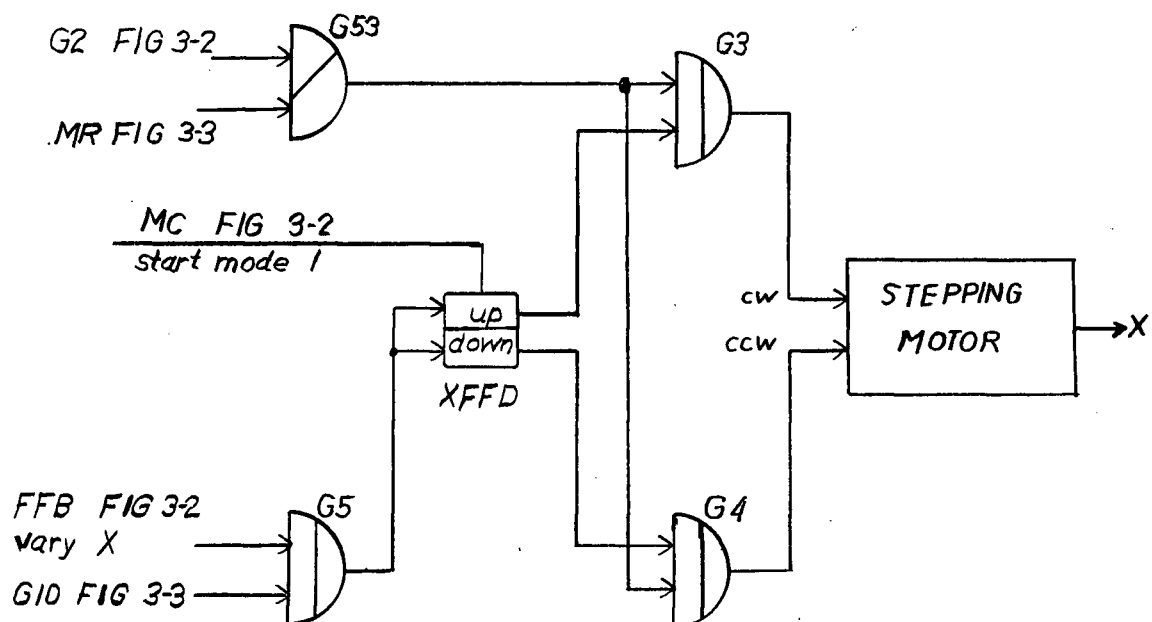 G2 FIG 3-2
G53
.MR FIG 3-3
G3
MC FIG 3-2
start mode 1
up
down
XFFD
cw
ccw
STEPPING
MOTOR
X
FFB FIG 3-2
vary X
G5
G10 FIG 3-3
G4